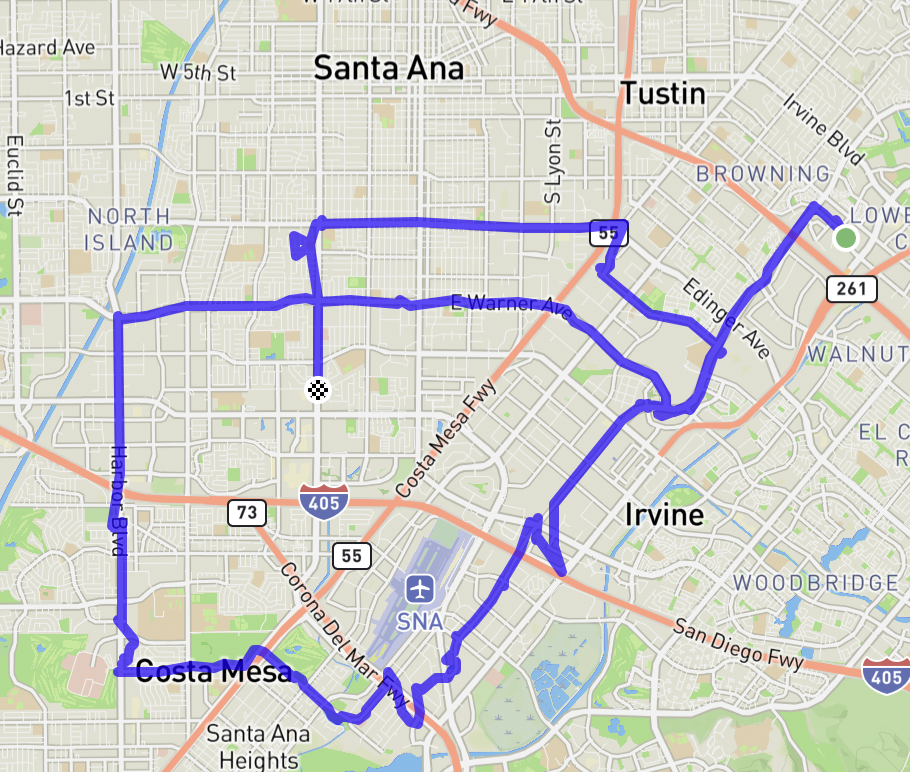 Hazard Ave
W 5th St
1st St
Santa Ana
Fwy
Tustin
Irvine Blvd
Euclid St
S Lyon St
BROWNING
NORTH
ISLAND
55
261
E Warner Ave
Edinger Ave
WALNUT
EL C
Costa Mesa Fwy
Harbor Blvd
405
73
Irvine
55
SNA
WOODBRIDGE
Corona Del Mar Fwy
San Diego Fwy
405
Costa Mesa
Santa Ana
Heights